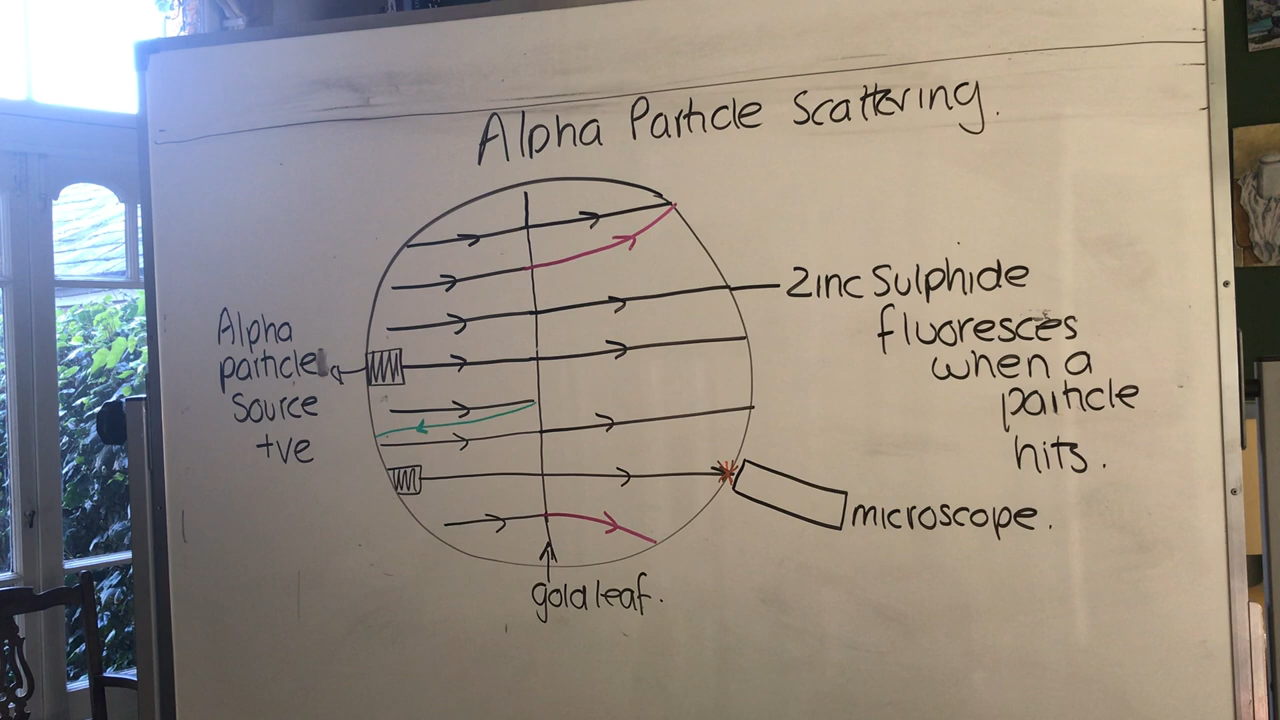 Alpha Particle Scattering.
Alpha
particle
Source
+ve
Zinc Sulphide
fluoresces
when a
particle
hits.
microscope.
gold leaf.